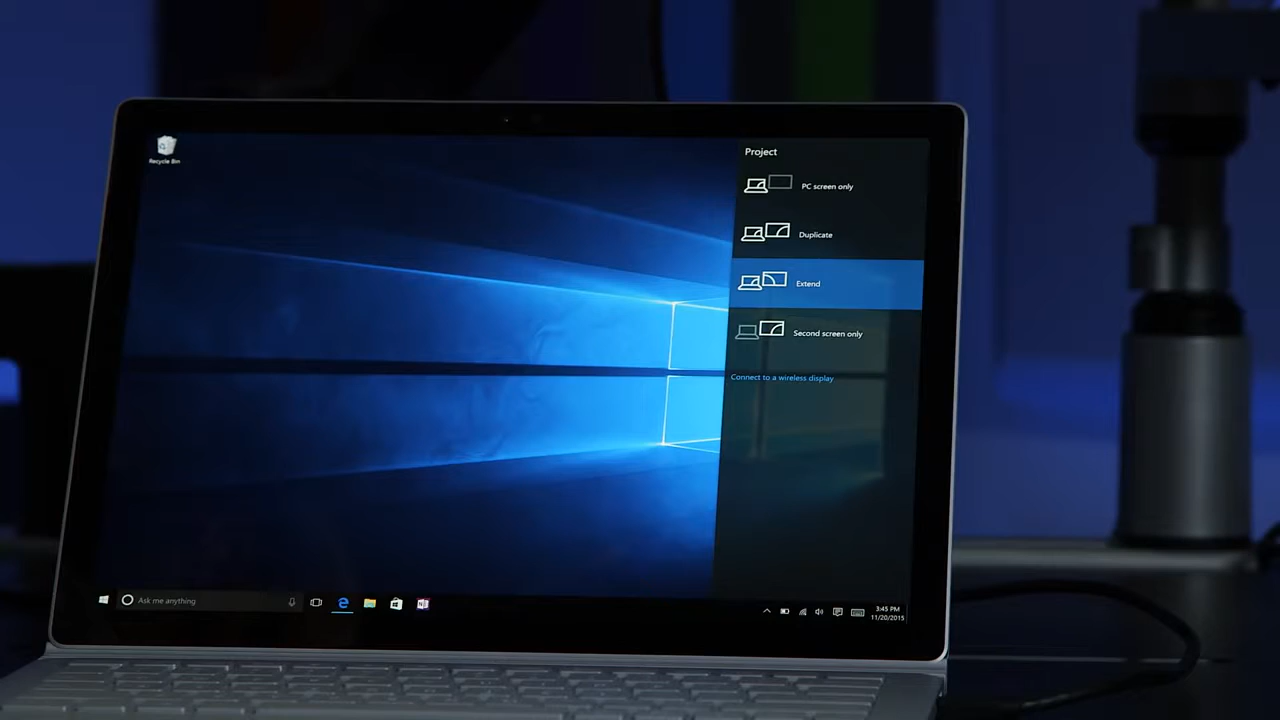 Recycle Bin
Project
PC screen only
Duplicate
Extend
Second screen only
Connect to a wireless display
Ask me anything
3:45 PM
11/20/2015